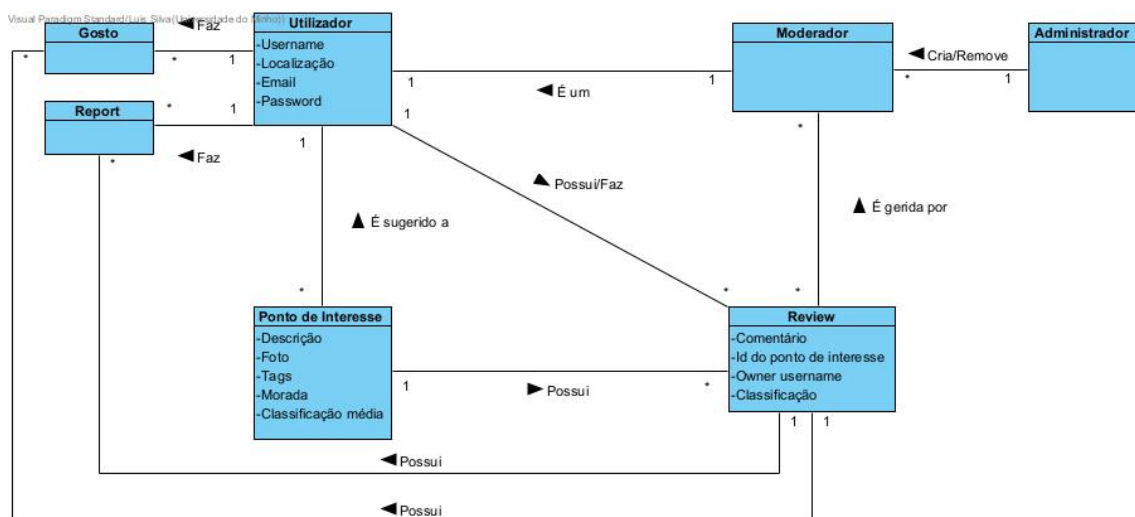 Visual Paradigm Standard(Luís Silva(Universidade do Minho))
Gosto
Faz
*
*
1
Utilizador
-Username
-Localização
-Email
-Password
Moderador
Cria/Remove
*
1
Administrador
1
É um
1
Report
*
1
Faz
*
1
1
*
Possui/Faz
É sugerido a
É gerida por
*
*
*
Ponto de Interesse
-Descrição
-Foto
-Tags
-Morada
-Classificação média
1
Possui
*
Review
-Comentário
-Id do ponto de interesse
-Owner username
-Classificação
1
1
Possui
Possui